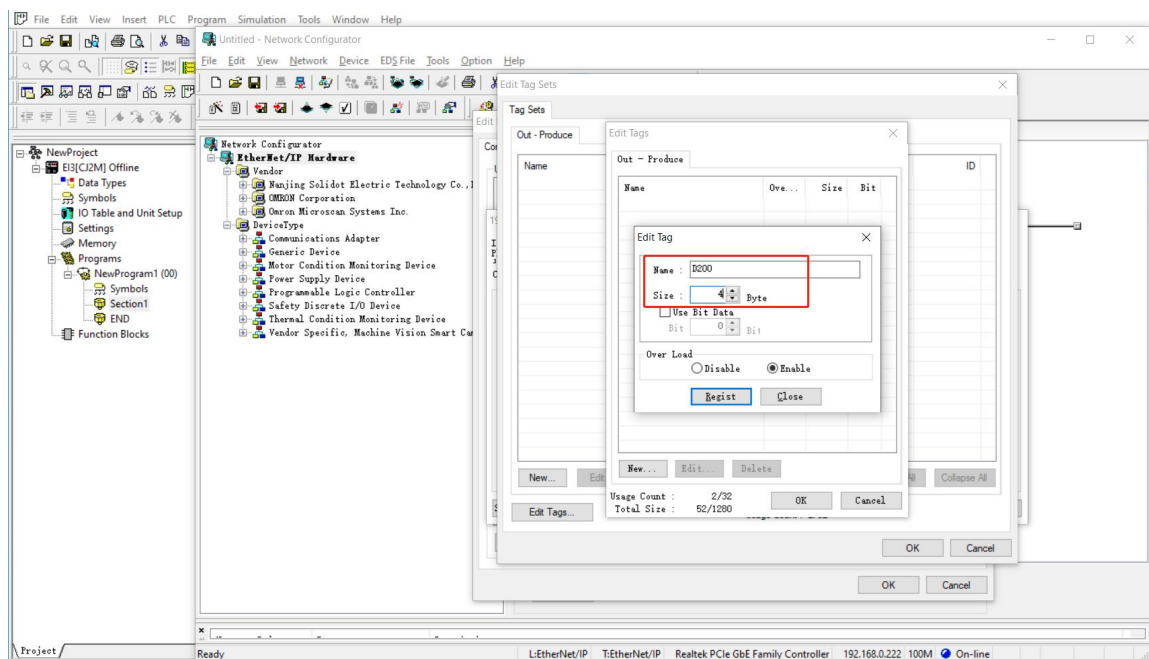 File Edit View Insert PLC Program Simulation Tools Window Help
Untitled - Network Configurator
File Edit View Network Device EDS File Tools Option Help
NewProject
EI3[CJ2M] Offline
Data Types
Symbols
IO Table and Unit Setup
Settings
Memory
Programs
NewProgram1 (00)
Symbols
Section1
END
Function Blocks
Project
Network Configurator
EtherNet/IP Hardware
Vendor
Nanjing Solidot Electric Technology Co.,
OMRON Corporation
Omron Microscan Systems Inc.
DeviceType
Communications Adapter
Generic Device
Motor Condition Monitoring Device
Power Supply Device
Programmable Logic Controller
Safety Discrete I/O Device
Thermal Condition Monitoring Device
Vendor Specific, Machine Vision Smart Ca
Edit
Edit Tag Sets
Tag Sets
Out - Produce
Name
ID
New...
Edit Tags...
Collapse All
OK Cancel
OK Cancel
Edit Tags
Out - Produce
Name Ove... Size Bit
Edit Tag
Name : D200
Size : 4 Byte
Use Bit Data
Bit 0 Bit
Over Load
Disable Enable
Regist Close
New... Edit... Delete
Usage Count : 2/32
Total Size : 52/1280
OK Cancel
Ready
L:EtherNet/IP T:EtherNet/IP Realtek PCIe GbE Family Controller 192.168.0.222 100M On-line